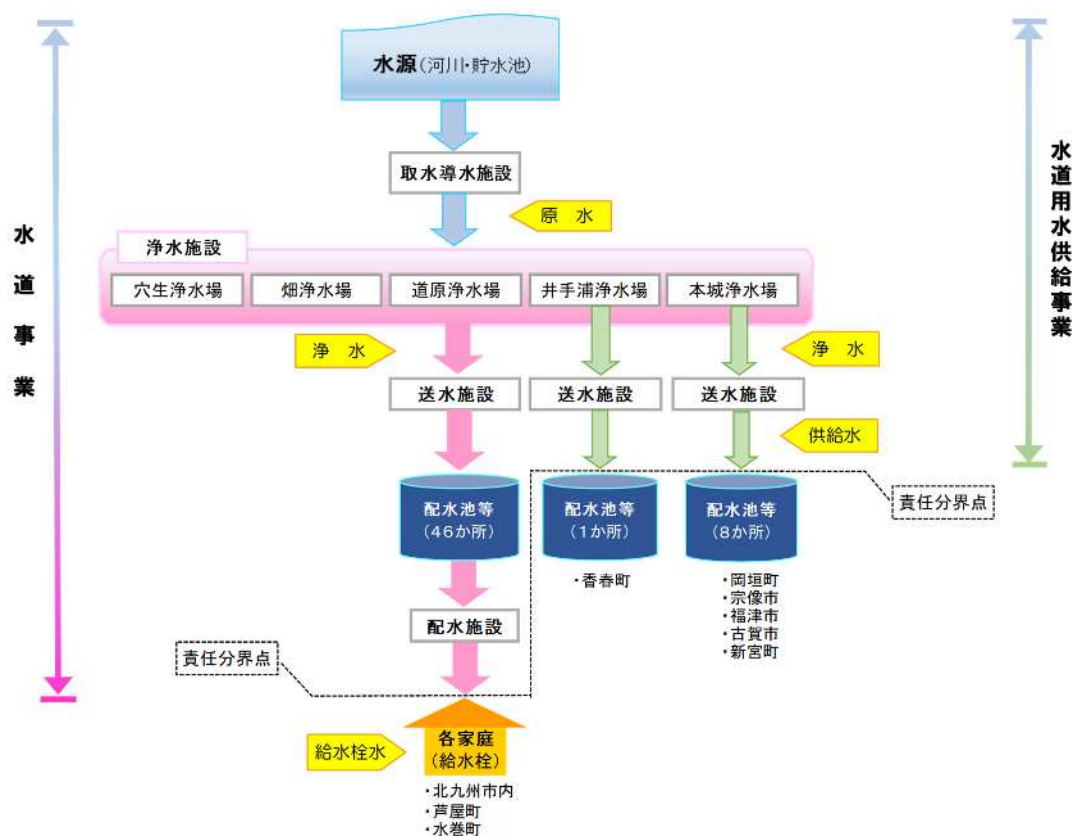 水源(河川・貯水池)
取水導水施設
原 水
浄水施設
穴生浄水場
畑浄水場
道原浄水場
井手浦浄水場
本城浄水場
浄 水
浄 水
送水施設
送水施設
送水施設
供給水
配水池等
(46か所)
配水池等
(1か所)
配水池等
(8か所)
責任分界点
・香春町
・岡垣町
・宗像市
・福津市
・古賀市
・新宮町
配水施設
責任分界点
給水栓水
各家庭
(給水栓)
・北九州市内
・芦屋町
・水巻町
水道事業
水道用水供給事業